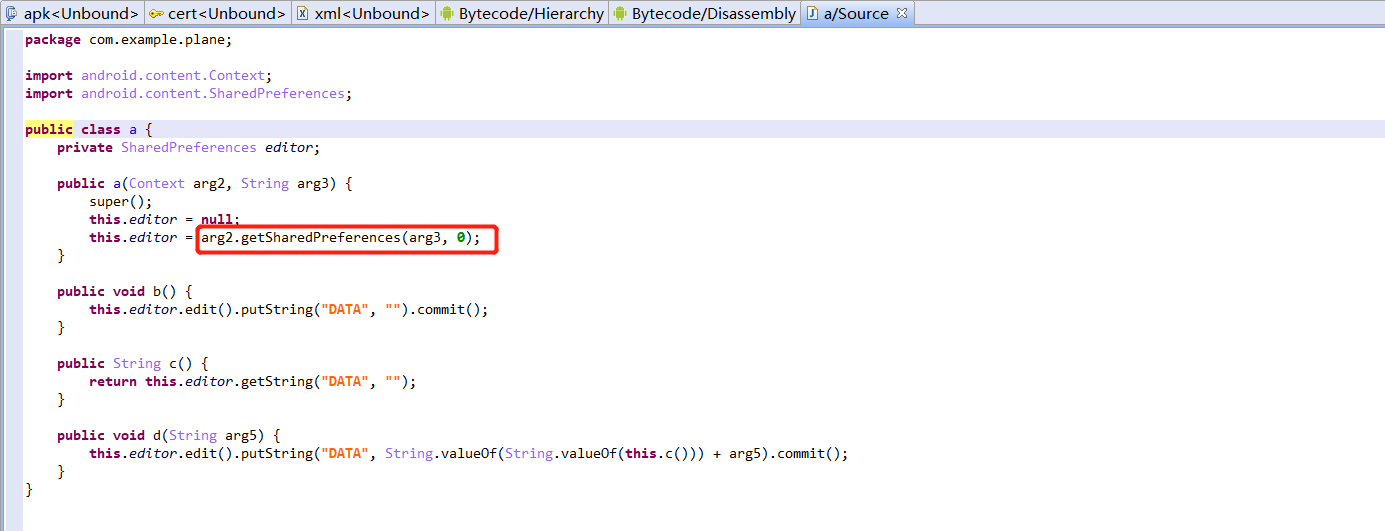 apk<Unbound> cert<Unbound> xml<Unbound> Bytecode/Hierarchy Bytecode/Disassembly a/Source
package com.example.plane;
import android.content.Context;
import android.content.SharedPreferences;
public class a {
    private SharedPreferences editor;
    public a(Context arg2, String arg3) {
        super();
        this.editor = null;
        this.editor = arg2.getSharedPreferences(arg3, 0);
    }
    public void b() {
        this.editor.edit().putString("DATA", "").commit();
    }
    public String c() {
        return this.editor.getString("DATA", "");
    }
    public void d(String arg5) {
        this.editor.edit().putString("DATA", String.valueOf(String.valueOf(this.c())) + arg5).commit();
    }
}